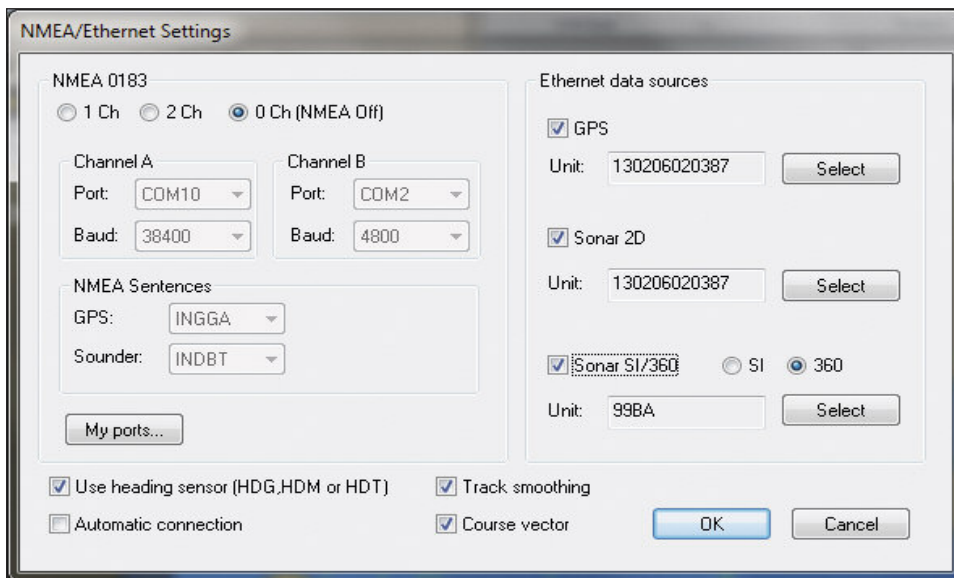 NMEA/Ethernet Settings
NMEA 0183
1 Ch 2 Ch 0 Ch (NMEA Off)
Channel A
Port: COM10
Baud: 38400
Channel B
Port: COM2
Baud: 4800
NMEA Sentences
GPS: INGGA
Sounder: INDBT
My ports...
Ethernet data sources
GPS
Unit: 130206020387 Select
Sonar 2D
Unit: 130206020387 Select
Sonar SI/360 SI 360
Unit: 99BA Select
Use heading sensor (HDG,HDM or HDT) Track smoothing
Automatic connection Course vector OK Cancel